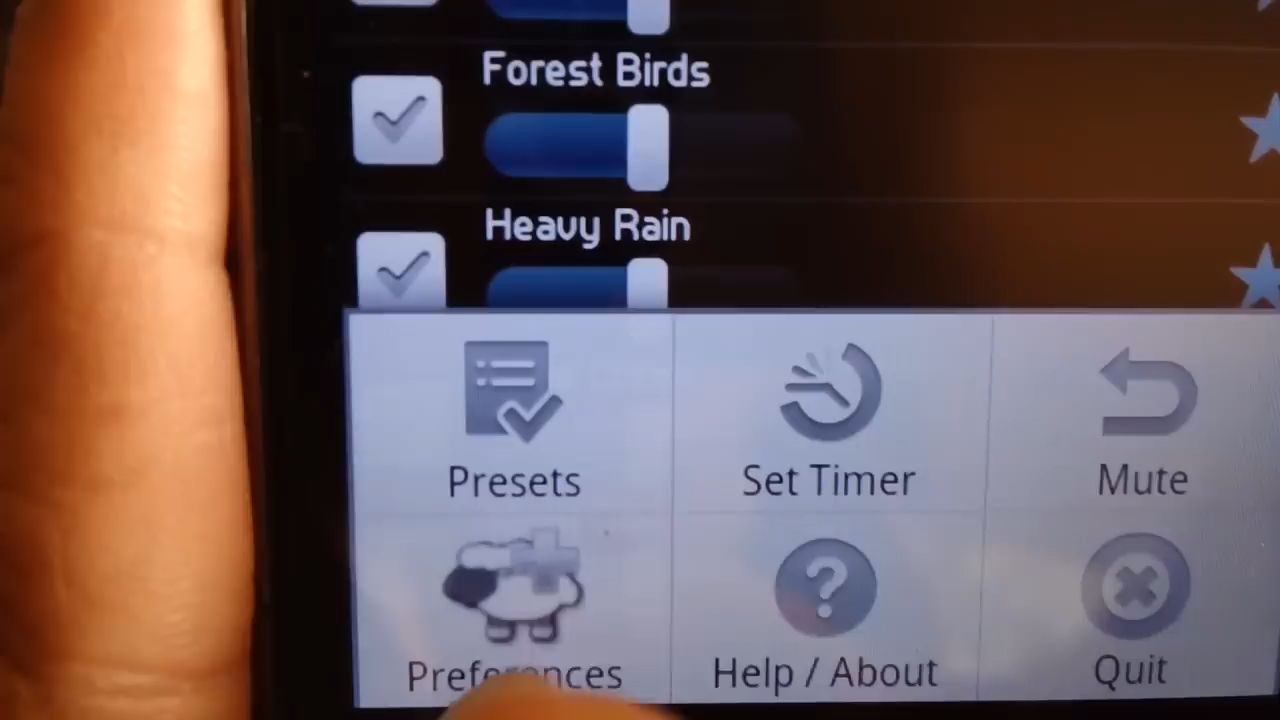 Forest Birds
Heavy Rain
Presets
Set Timer
Mute
Preferences
Help / About
Quit